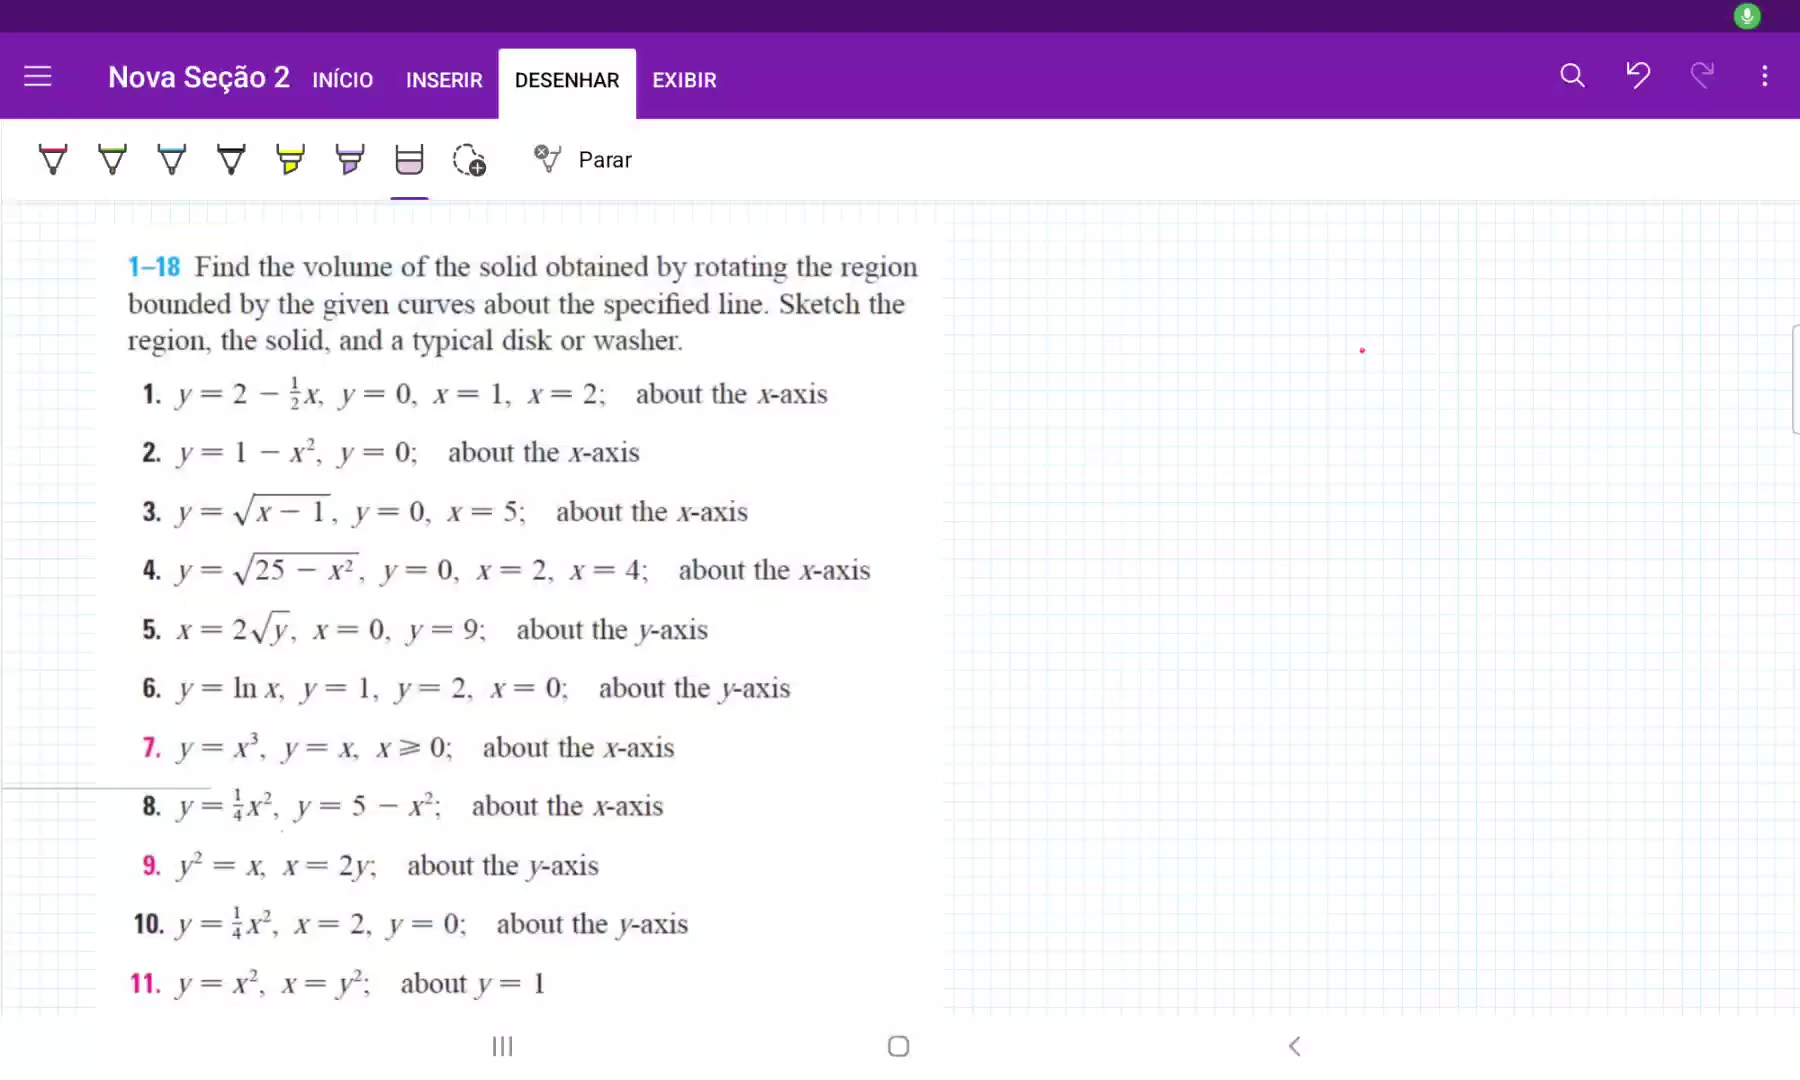 Nova Seção 2 INÍCIO INSERIR DESENHAR EXIBIR
Parar
1–18 Find the volume of the solid obtained by rotating the region
bounded by the given curves about the specified line. Sketch the
region, the solid, and a typical disk or washer.
1. y = 2 − ½x, y = 0, x = 1, x = 2; about the x-axis
2. y = 1 − x², y = 0; about the x-axis
3. y = √(x − 1), y = 0, x = 5; about the x-axis
4. y = √(25 − x²), y = 0, x = 2, x = 4; about the x-axis
5. x = 2√y, x = 0, y = 9; about the y-axis
6. y = ln x, y = 1, y = 2, x = 0; about the y-axis
7. y = x³, y = x, x ⩾ 0; about the x-axis
8. y = ¼x², y = 5 − x²; about the x-axis
9. y² = x, x = 2y; about the y-axis
10. y = ¼x², x = 2, y = 0; about the y-axis
11. y = x², x = y²; about y = 1